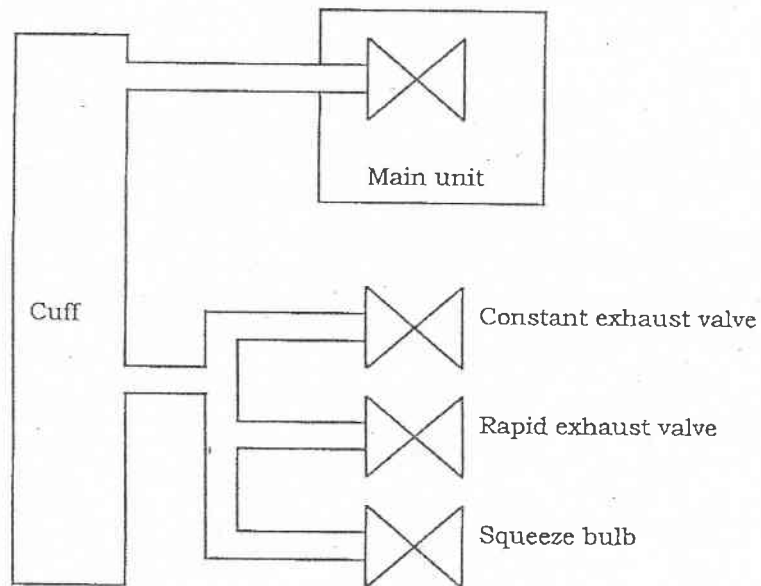 Main unit
Cuff
Constant exhaust valve
Rapid exhaust valve
Squeeze bulb